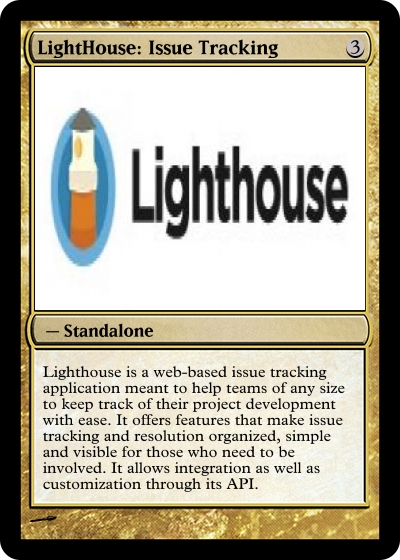 LightHouse: Issue Tracking 3
Lighthouse
— Standalone
Lighthouse is a web-based issue tracking
application meant to help teams of any size
to keep track of their project development
with ease. It offers features that make issue
tracking and resolution organized, simple
and visible for those who need to be
involved. It allows integration as well as
customization through its API.